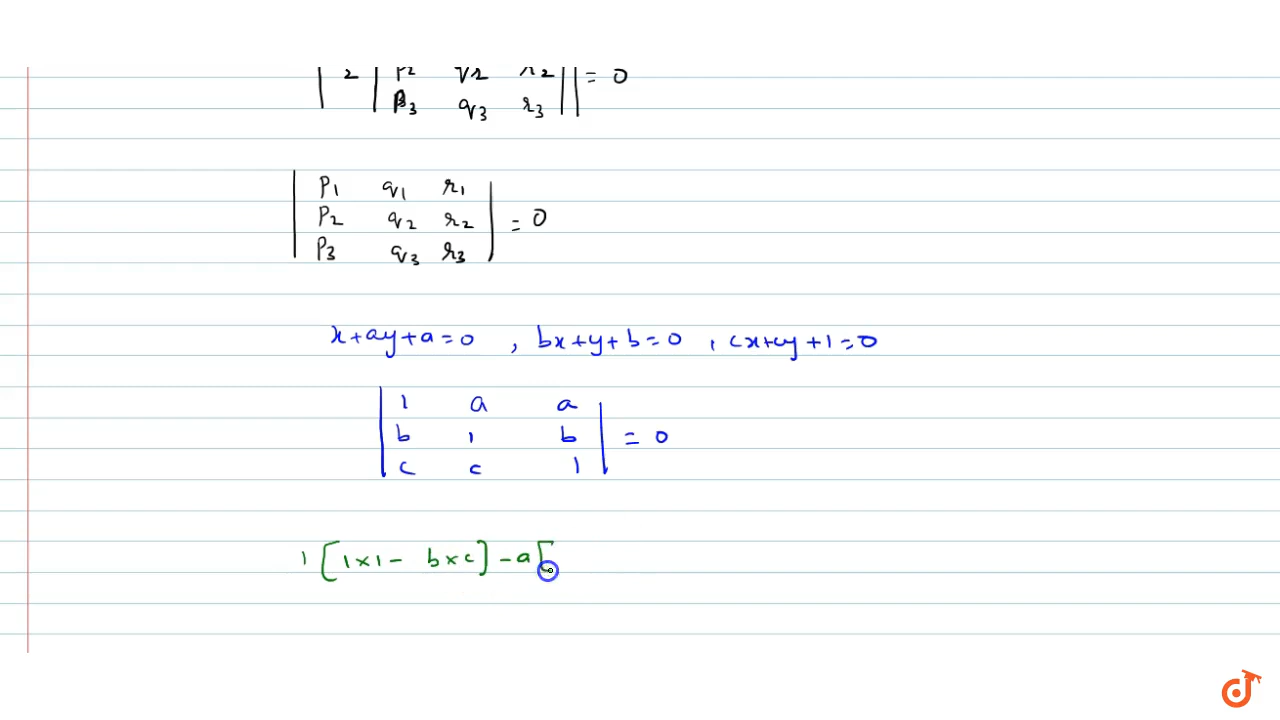 | 2 | p2 q2 r2 || = 0
p3 q3 r3
| p1 q1 r1 |
| p2 q2 r2 | = 0
| p3 q3 r3 |
x+ay+a=0 , bx+y+b=0 , cx+cy+1=0
| 1 a a |
| b 1 b | = 0
| c c 1 |
1 [1×1 - b×c] - a[